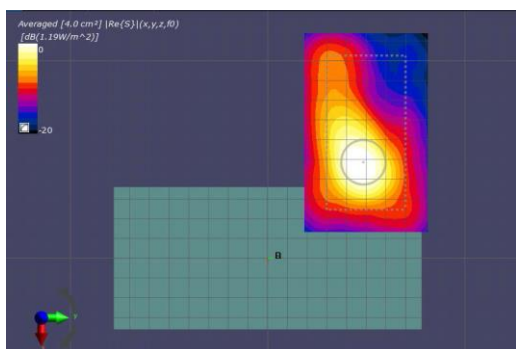 Averaged [4.0 cm²] |Re{S}|(x,y,z,f0)
[dB(1.19W/m^2)]
0
-20